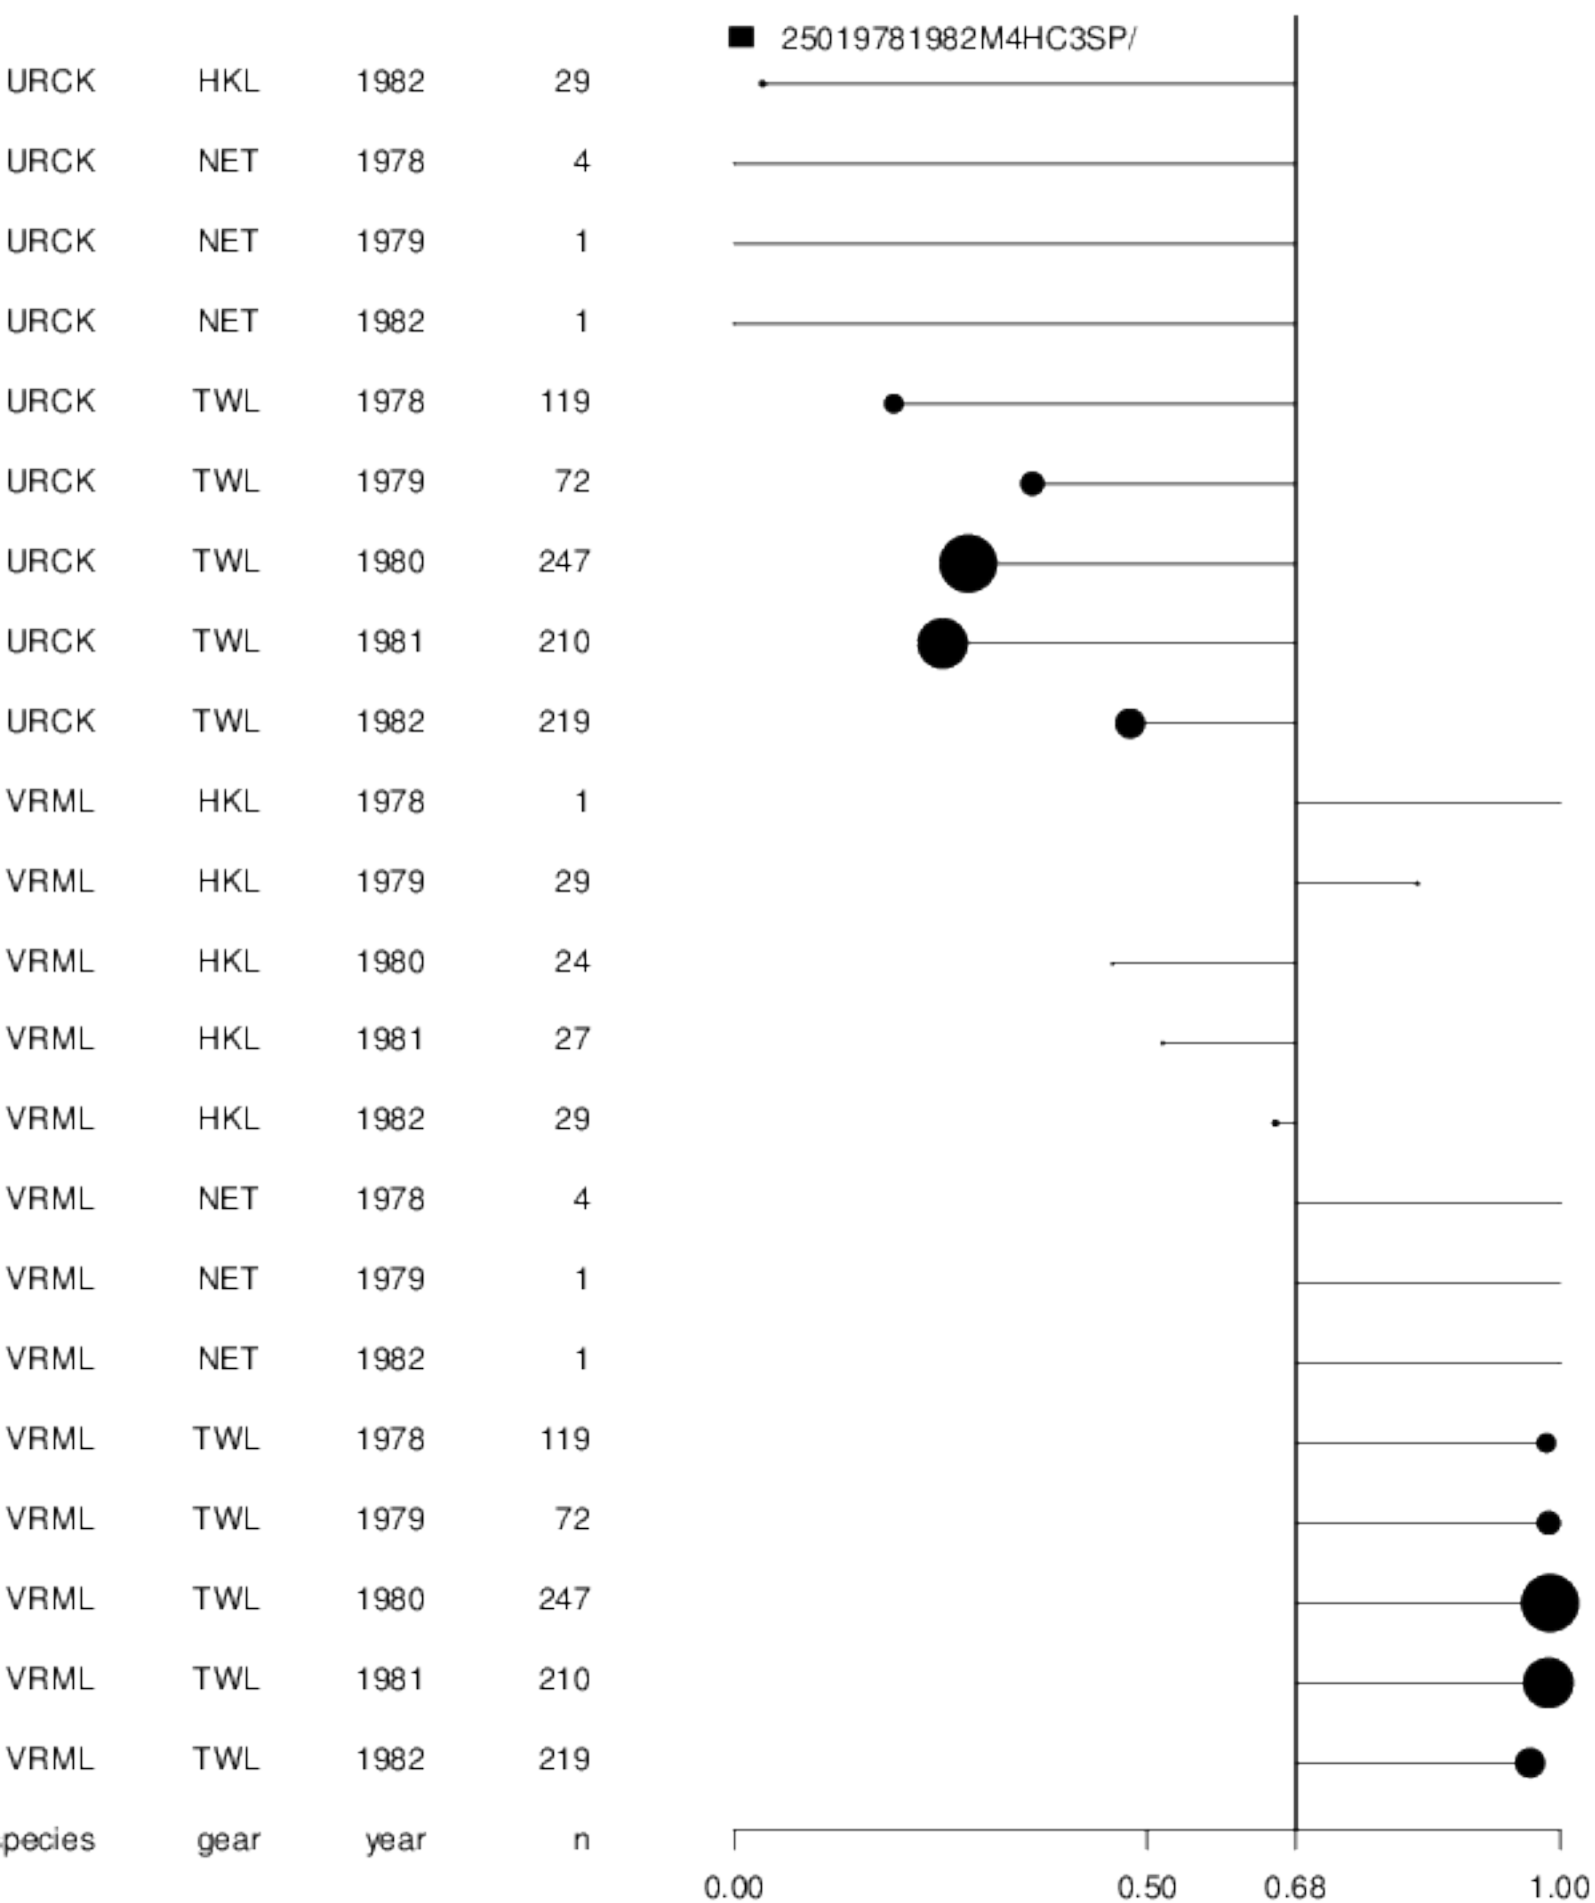 25019781982M4HC3SP/
URCK HKL 1982 29
URCK NET 1978 4
URCK NET 1979 1
URCK NET 1982 1
URCK TWL 1978 119
URCK TWL 1979 72
URCK TWL 1980 247
URCK TWL 1981 210
URCK TWL 1982 219
VRML HKL 1978 1
VRML HKL 1979 29
VRML HKL 1980 24
VRML HKL 1981 27
VRML HKL 1982 29
VRML NET 1978 4
VRML NET 1979 1
VRML NET 1982 1
VRML TWL 1978 119
VRML TWL 1979 72
VRML TWL 1980 247
VRML TWL 1981 210
VRML TWL 1982 219
pecies gear year n
0.00 0.50 0.68 1.00